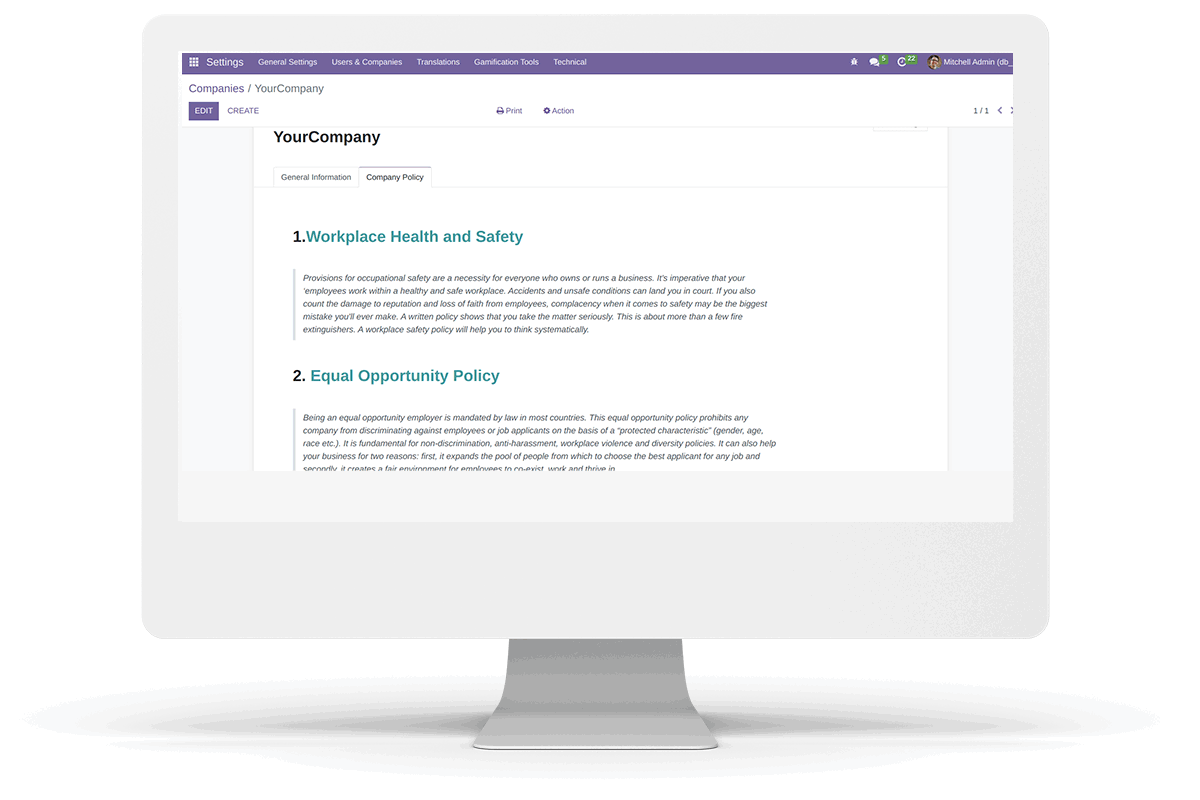 Settings General Settings Users & Companies Translations Gamification Tools Technical 5 22 Mitchell Admin (db_
Companies / YourCompany
EDIT CREATE Print Action 1 / 1
YourCompany
General Information Company Policy
1.Workplace Health and Safety
Provisions for occupational safety are a necessity for everyone who owns or runs a business. It's imperative that your
'employees work within a healthy and safe workplace. Accidents and unsafe conditions can land you in court. If you also
count the damage to reputation and loss of faith from employees, complacency when it comes to safety may be the biggest
mistake you'll ever make. A written policy shows that you take the matter seriously. This is about more than a few fire
extinguishers. A workplace safety policy will help you to think systematically.
2. Equal Opportunity Policy
Being an equal opportunity employer is mandated by law in most countries. This equal opportunity policy prohibits any
company from discriminating against employees or job applicants on the basis of a “protected characteristic” (gender, age,
race etc.). It is fundamental for non-discrimination, anti-harassment, workplace violence and diversity policies. It can also help
your business for two reasons: first, it expands the pool of people from which to choose the best applicant for any job and
secondly, it creates a fair environment for employees to co-exist, work and thrive in.